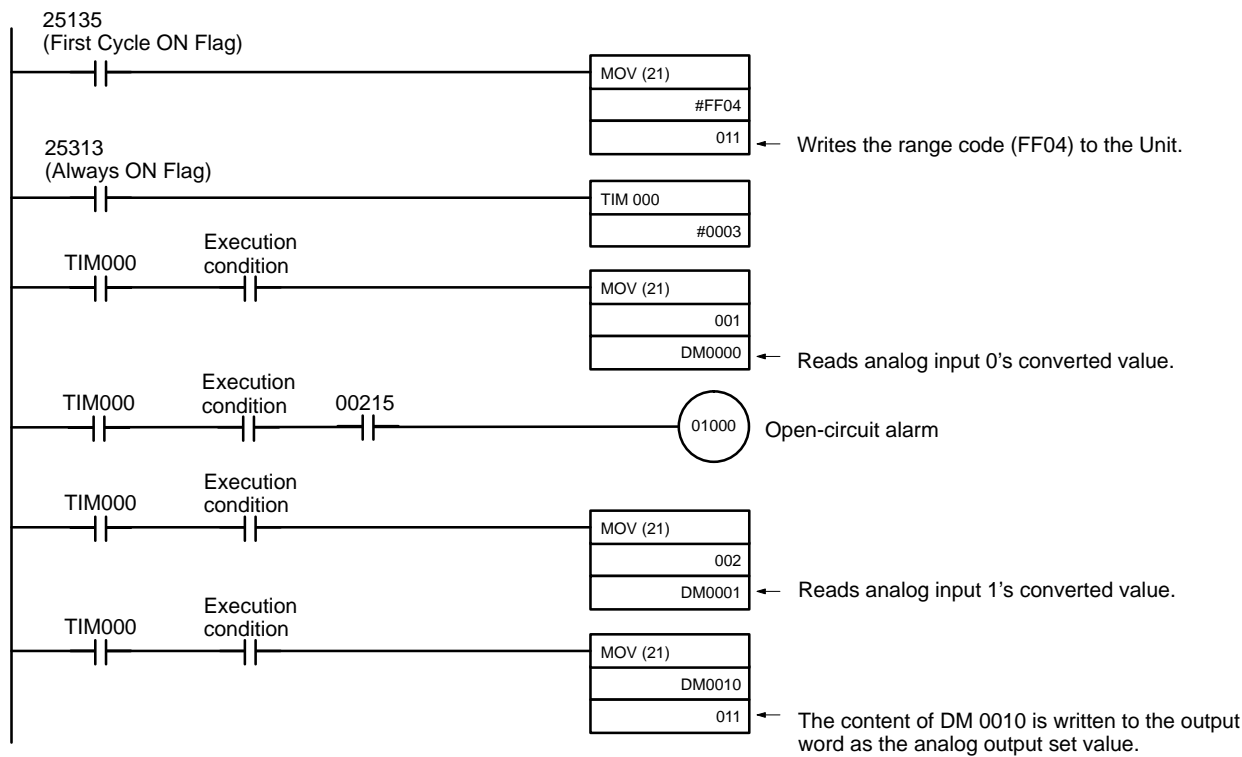 25135
(First Cycle ON Flag)
MOV (21)
#FF04
011
Writes the range code (FF04) to the Unit.
25313
(Always ON Flag)
TIM 000
#0003
TIM000
Execution
condition
MOV (21)
001
DM0000
Reads analog input 0's converted value.
TIM000
Execution
condition
00215
01000
Open-circuit alarm
TIM000
Execution
condition
MOV (21)
002
DM0001
Reads analog input 1's converted value.
TIM000
Execution
condition
MOV (21)
DM0010
011
The content of DM 0010 is written to the output
word as the analog output set value.